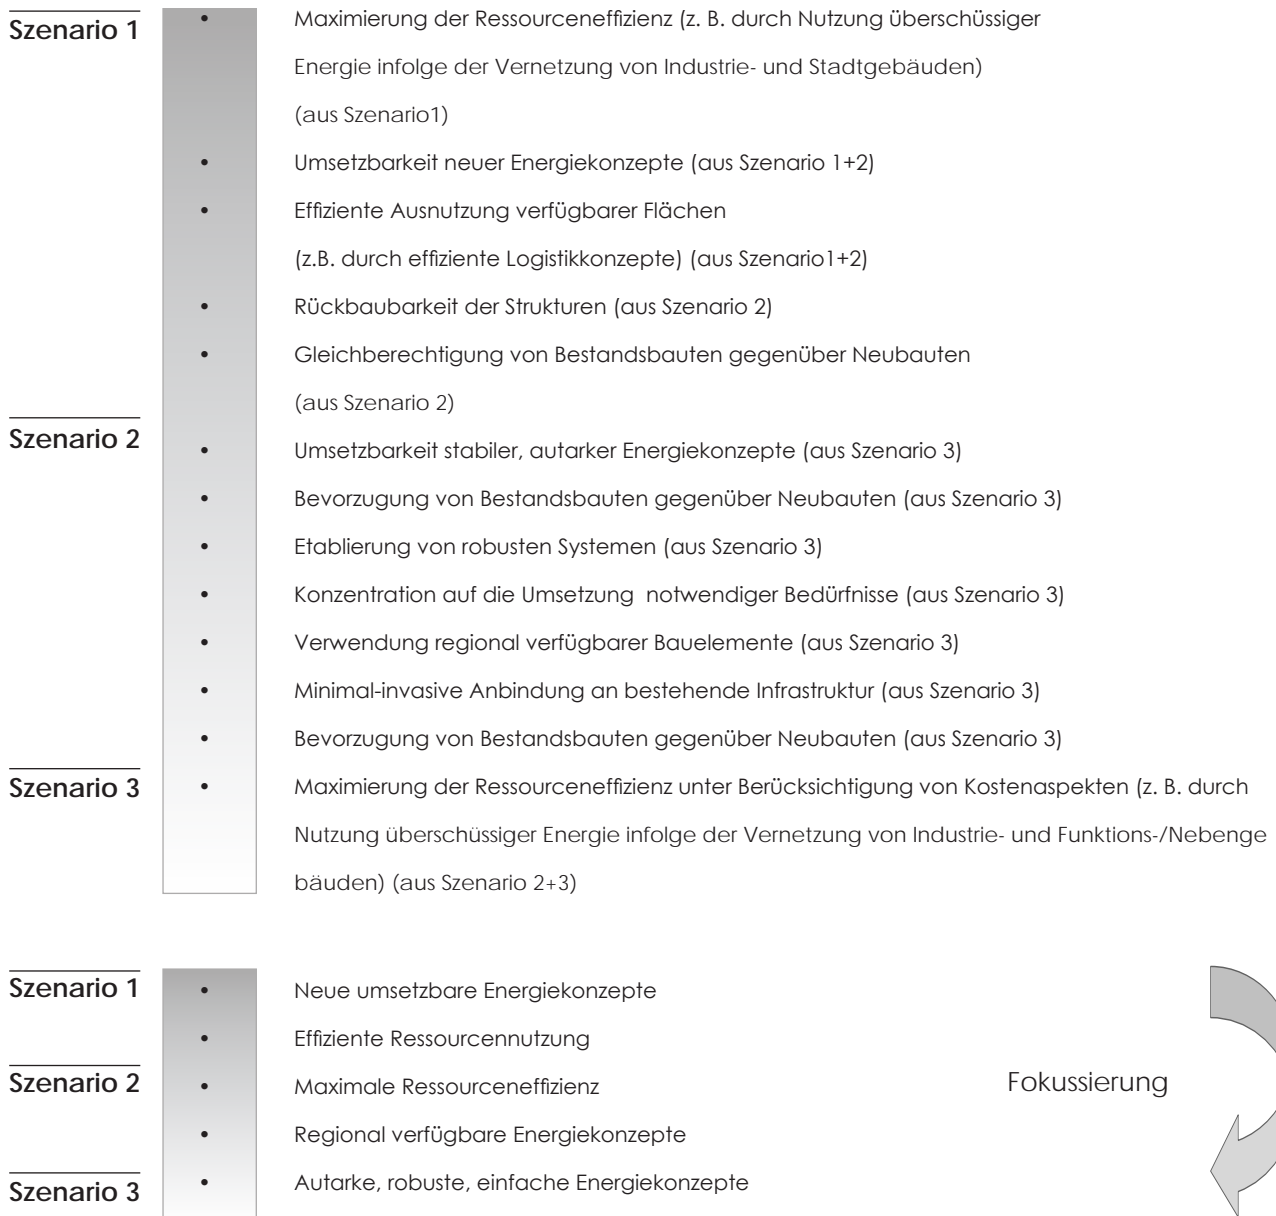 Szenario 1
• Maximierung der Ressourceneffizienz (z. B. durch Nutzung überschüssiger
Energie infolge der Vernetzung von Industrie- und Stadtgebäuden)
(aus Szenario1)
• Umsetzbarkeit neuer Energiekonzepte (aus Szenario 1+2)
• Effiziente Ausnutzung verfügbarer Flächen
(z.B. durch effiziente Logistikkonzepte) (aus Szenario1+2)
• Rückbaubarkeit der Strukturen (aus Szenario 2)
• Gleichberechtigung von Bestandsbauten gegenüber Neubauten
(aus Szenario 2)
Szenario 2
• Umsetzbarkeit stabiler, autarker Energiekonzepte (aus Szenario 3)
• Bevorzugung von Bestandsbauten gegenüber Neubauten (aus Szenario 3)
• Etablierung von robusten Systemen (aus Szenario 3)
• Konzentration auf die Umsetzung  notwendiger Bedürfnisse (aus Szenario 3)
• Verwendung regional verfügbarer Bauelemente (aus Szenario 3)
• Minimal-invasive Anbindung an bestehende Infrastruktur (aus Szenario 3)
• Bevorzugung von Bestandsbauten gegenüber Neubauten (aus Szenario 3)
Szenario 3
• Maximierung der Ressourceneffizienz unter Berücksichtigung von Kostenaspekten (z. B. durch
Nutzung überschüssiger Energie infolge der Vernetzung von Industrie- und Funktions-/Nebenge
bäuden) (aus Szenario 2+3)
Szenario 1
• Neue umsetzbare Energiekonzepte
• Effiziente Ressourcennutzung
Szenario 2
• Maximale Ressourceneffizienz
Fokussierung
• Regional verfügbare Energiekonzepte
Szenario 3
• Autarke, robuste, einfache Energiekonzepte